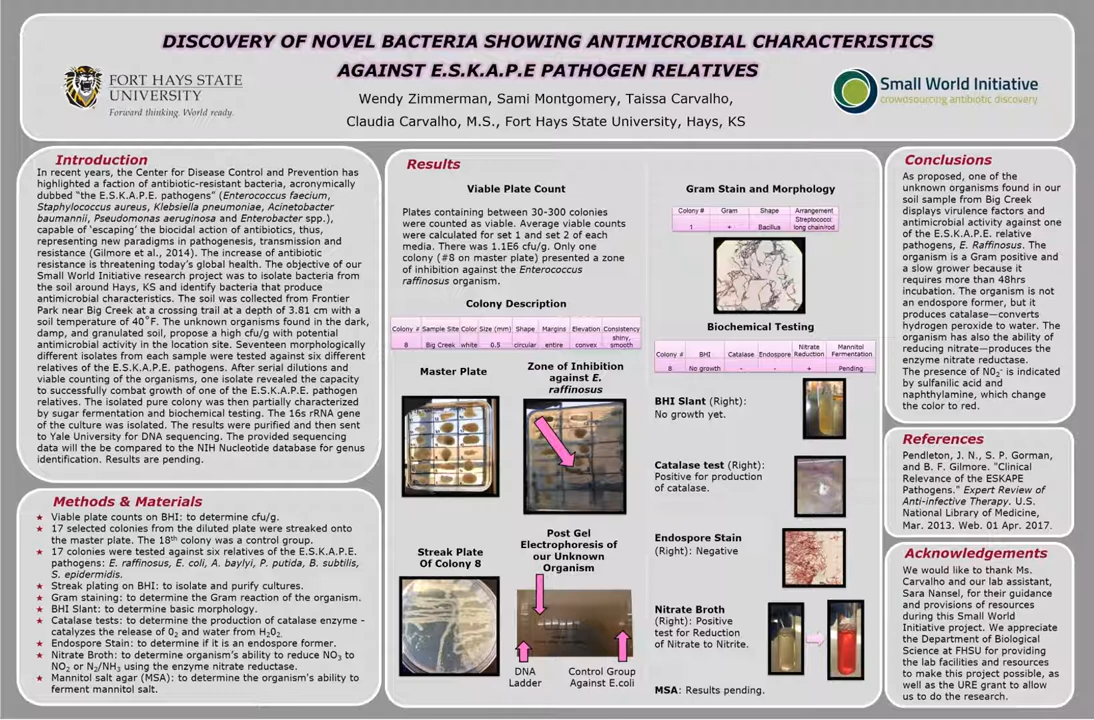 DISCOVERY OF NOVEL BACTERIA SHOWING ANTIMICROBIAL CHARACTERISTICS
AGAINST E.S.K.A.P.E PATHOGEN RELATIVES
FORT HAYS STATE
UNIVERSITY
Forward thinking. World ready.
Wendy Zimmerman, Sami Montgomery, Taissa Carvalho,
Claudia Carvalho, M.S., Fort Hays State University, Hays, KS
Small World Initiative
crowdsourcing antibiotic discovery
Introduction
In recent years, the Center for Disease Control and Prevention has
highlighted a faction of antibiotic-resistant bacteria, acronymically
dubbed “the E.S.K.A.P.E. pathogens” (Enterococcus faecium,
Staphylococcus aureus, Klebsiella pneumoniae, Acinetobacter
baumannii, Pseudomonas aeruginosa and Enterobacter spp.),
capable of ‘escaping’ the biocidal action of antibiotics, thus,
representing new paradigms in pathogenesis, transmission and
resistance (Gilmore et al., 2014). The increase of antibiotic
resistance is threatening today’s global health. The objective of our
Small World Initiative research project was to isolate bacteria from
the soil around Hays, KS and identify bacteria that produce
antimicrobial characteristics. The soil was collected from Frontier
Park near Big Creek at a crossing trail at a depth of 3.81 cm with a
soil temperature of 40˚F. The unknown organisms found in the dark,
damp, and granulated soil, propose a high cfu/g with potential
antimicrobial activity in the location site. Seventeen morphologically
different isolates from each sample were tested against six different
relatives of the E.S.K.A.P.E. pathogens. After serial dilutions and
viable counting of the organisms, one isolate revealed the capacity
to successfully combat growth of one of the E.S.K.A.P.E. pathogen
relatives. The isolated pure colony was then partially characterized
by sugar fermentation and biochemical testing. The 16s rRNA gene
of the culture was isolated. The results were purified and then sent
to Yale University for DNA sequencing. The provided sequencing
data will the be compared to the NIH Nucleotide database for genus
identification. Results are pending.
Methods & Materials
★ Viable plate counts on BHI: to determine cfu/g.
★ 17 selected colonies from the diluted plate were streaked onto
the master plate. The 18th colony was a control group.
★ 17 colonies were tested against six relatives of the E.S.K.A.P.E.
pathogens: E. raffinosus, E. coli, A. baylyi, P. putida, B. subtilis,
S. epidermidis.
★ Streak plating on BHI: to isolate and purify cultures.
★ Gram staining: to determine the Gram reaction of the organism.
★ BHI Slant: to determine basic morphology.
★ Catalase tests: to determine the production of catalase enzyme -
catalyzes the release of 02 and water from H202.
★ Endospore Stain: to determine if it is an endospore former.
★ Nitrate Broth: to determine organism’s ability to reduce NO3 to
NO2 or N2/NH3 using the enzyme nitrate reductase.
★ Mannitol salt agar (MSA): to determine the organism's ability to
ferment mannitol salt.
Results
Viable Plate Count
Plates containing between 30-300 colonies
were counted as viable. Average viable counts
were calculated for set 1 and set 2 of each
media. There was 1.1E6 cfu/g. Only one
colony (#8 on master plate) presented a zone
of inhibition against the Enterococcus
raffinosus organism.
Colony Description
Colony # Sample Site Color Size (mm) Shape Margins Elevation Consistency
8 Big Creek white 0.5 circular entire convex shiny, smooth
Master Plate
Zone of Inhibition
against E.
raffinosus
Streak Plate
Of Colony 8
Post Gel
Electrophoresis of
our Unknown
Organism
DNA
Ladder
Control Group
Against E.coli
Gram Stain and Morphology
Colony # Gram Shape Arrangement
1 + Bacillus Streptococci: long chain/rod
Biochemical Testing
Colony # BHI Catalase Endospore Nitrate Reduction Mannitol Fermentation
8 No growth - - + Pending
BHI Slant (Right):
No growth yet.
Catalase test (Right):
Positive for production
of catalase.
Endospore Stain
(Right): Negative
Nitrate Broth
(Right): Positive
test for Reduction
of Nitrate to Nitrite.
MSA: Results pending.
Conclusions
As proposed, one of the
unknown organisms found in our
soil sample from Big Creek
displays virulence factors and
antimicrobial activity against one
of the E.S.K.A.P.E. relative
pathogens, E. Raffinosus. The
organism is a Gram positive and
a slow grower because it
requires more than 48hrs
incubation. The organism is not
an endospore former, but it
produces catalase—converts
hydrogen peroxide to water. The
organism has also the ability of
reducing nitrate—produces the
enzyme nitrate reductase.
The presence of N02- is indicated
by sulfanilic acid and
naphthylamine, which change
the color to red.
References
Pendleton, J. N., S. P. Gorman,
and B. F. Gilmore. "Clinical
Relevance of the ESKAPE
Pathogens." Expert Review of
Anti-infective Therapy. U.S.
National Library of Medicine,
Mar. 2013. Web. 01 Apr. 2017.
Acknowledgements
We would like to thank Ms.
Carvalho and our lab assistant,
Sara Nansel, for their guidance
and provisions of resources
during this Small World
Initiative project. We appreciate
the Department of Biological
Science at FHSU for providing
the lab facilities and resources
to make this project possible, as
well as the URE grant to allow
us to do the research.